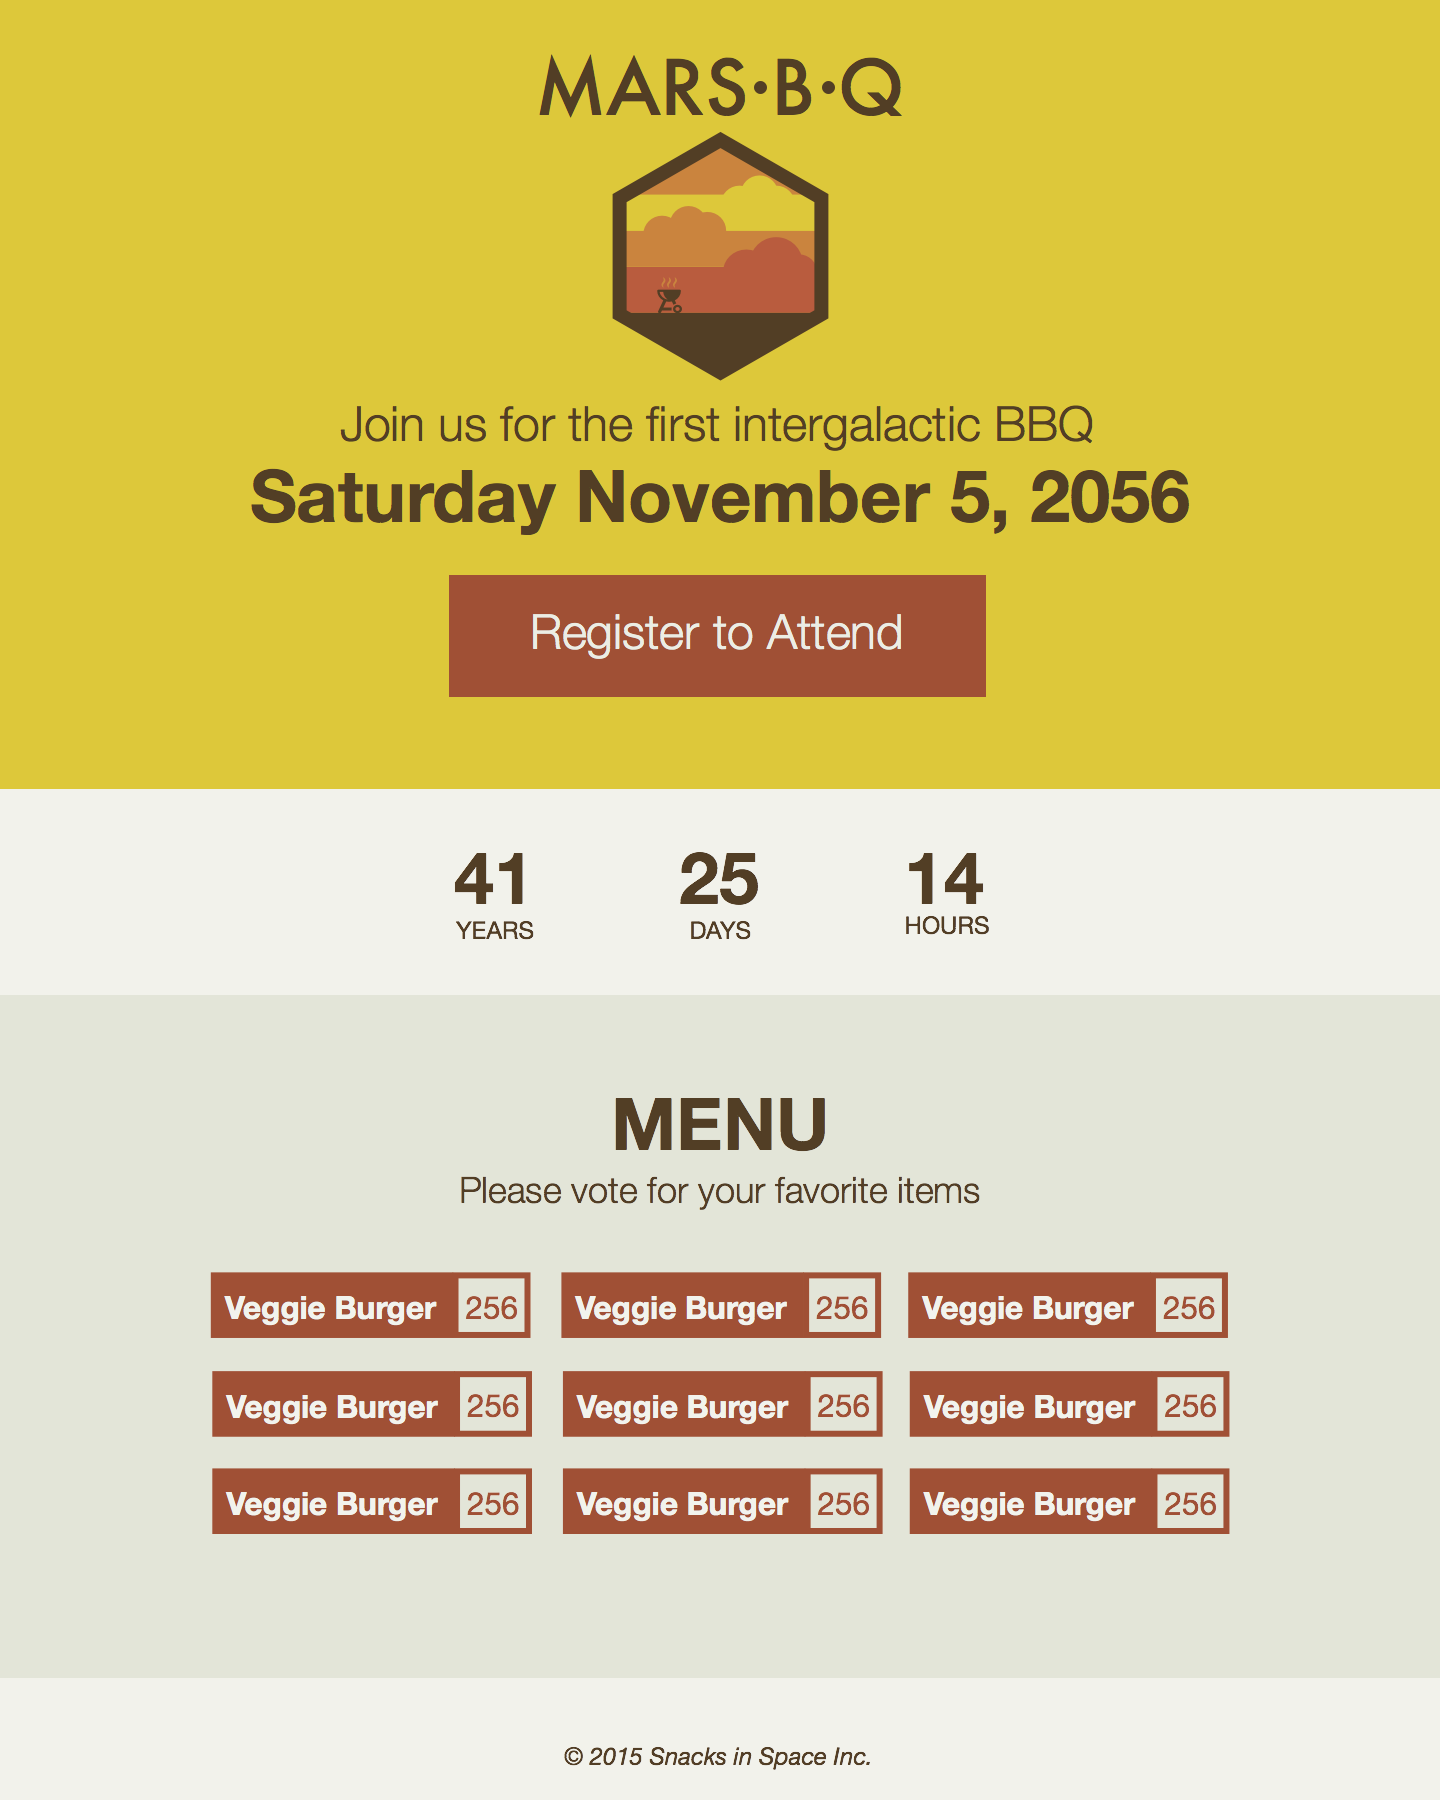 MARS·B·Q
Join us for the first intergalactic BBQ
Saturday November 5, 2056
Register to Attend
41 25 14
YEARS DAYS HOURS
MENU
Please vote for your favorite items
Veggie Burger 256 Veggie Burger 256 Veggie Burger 256
Veggie Burger 256 Veggie Burger 256 Veggie Burger 256
Veggie Burger 256 Veggie Burger 256 Veggie Burger 256
© 2015 Snacks in Space Inc.